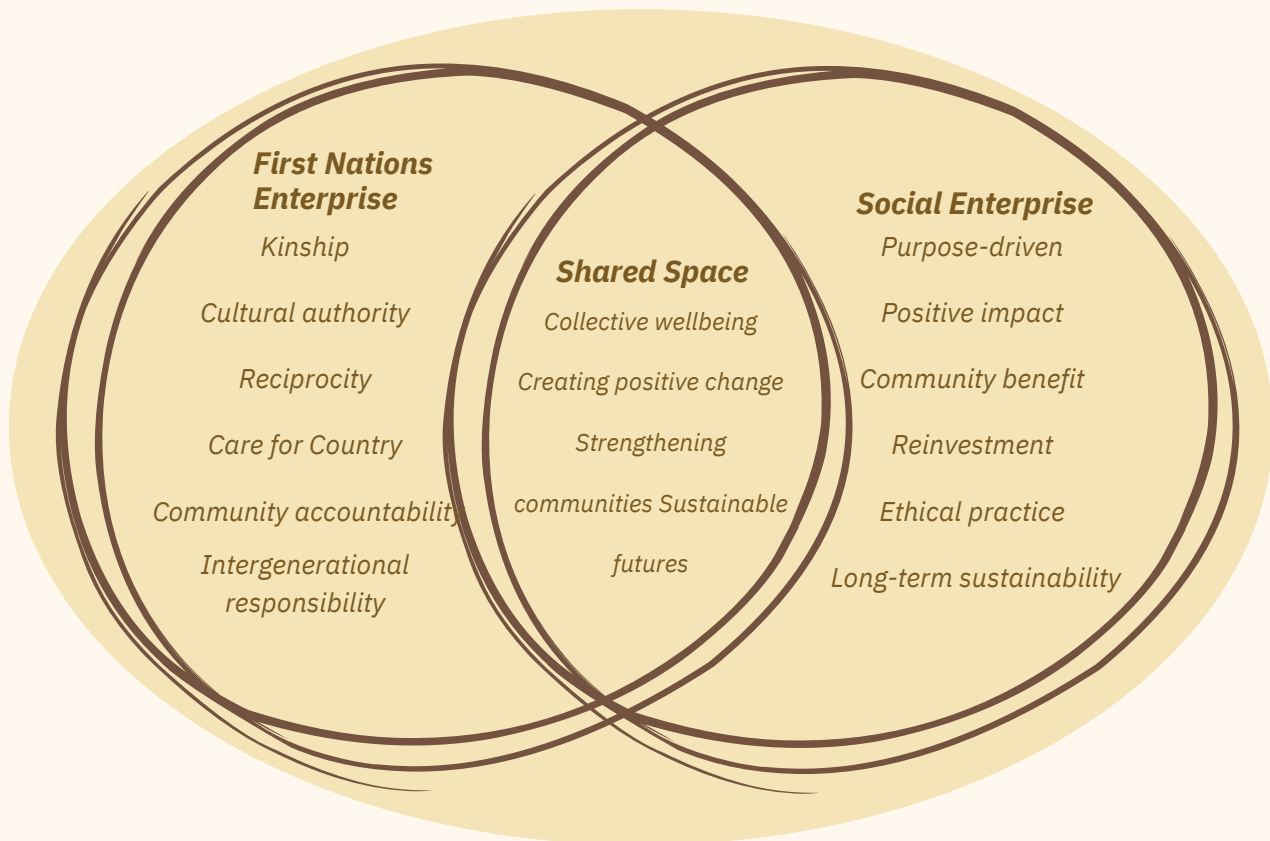 First Nations
Enterprise
Kinship
Cultural authority
Reciprocity
Care for Country
Community accountability
Intergenerational
responsibility
Shared Space
Collective wellbeing
Creating positive change
Strengthening
communities Sustainable
futures
Social Enterprise
Purpose-driven
Positive impact
Community benefit
Reinvestment
Ethical practice
Long-term sustainability